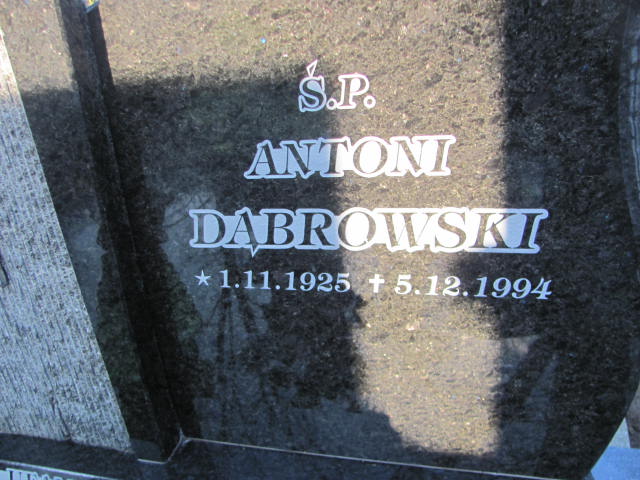 Ś.P.
ANTONI
DĄBROWSKI
★ 1.11.1925 ✝ 5.12.1994